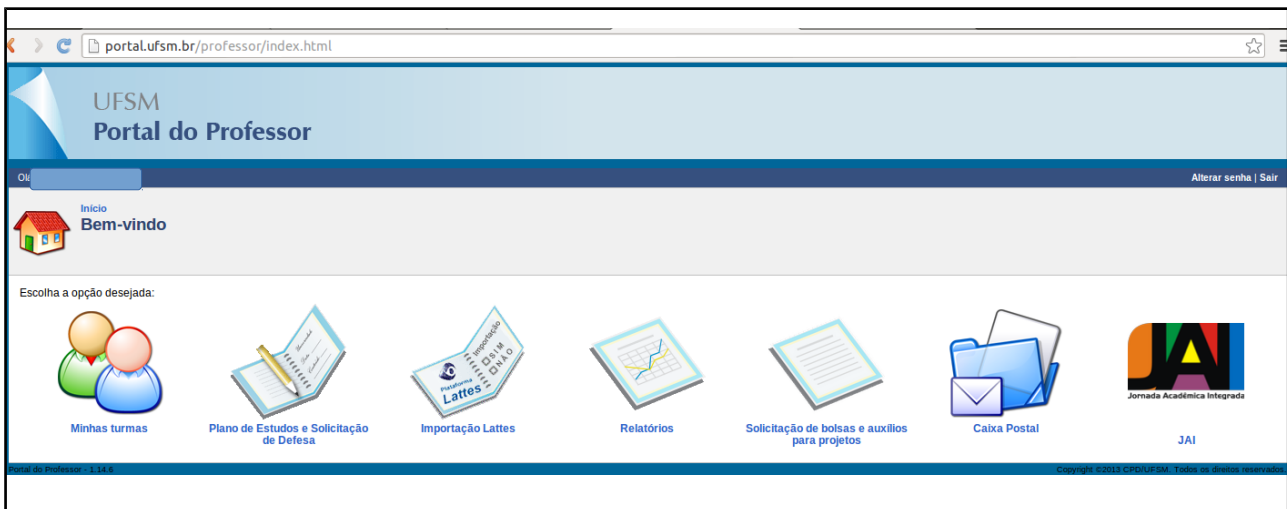 portal.ufsm.br/professor/index.html
UFSM
Portal do Professor
Olá
Alterar senha | Sair
Início
Bem-vindo
Escolha a opção desejada:
Importação
SIM
NÃO
Plataforma
Lattes
Jornada Acadêmica Integrada
Minhas turmas
Plano de Estudos e Solicitação
de Defesa
Importação Lattes
Relatórios
Solicitação de bolsas e auxílios
para projetos
Caixa Postal
JAI
Portal do Professor - 1.14.6
Copyright ©2013 CPD/UFSM. Todos os direitos reservados.